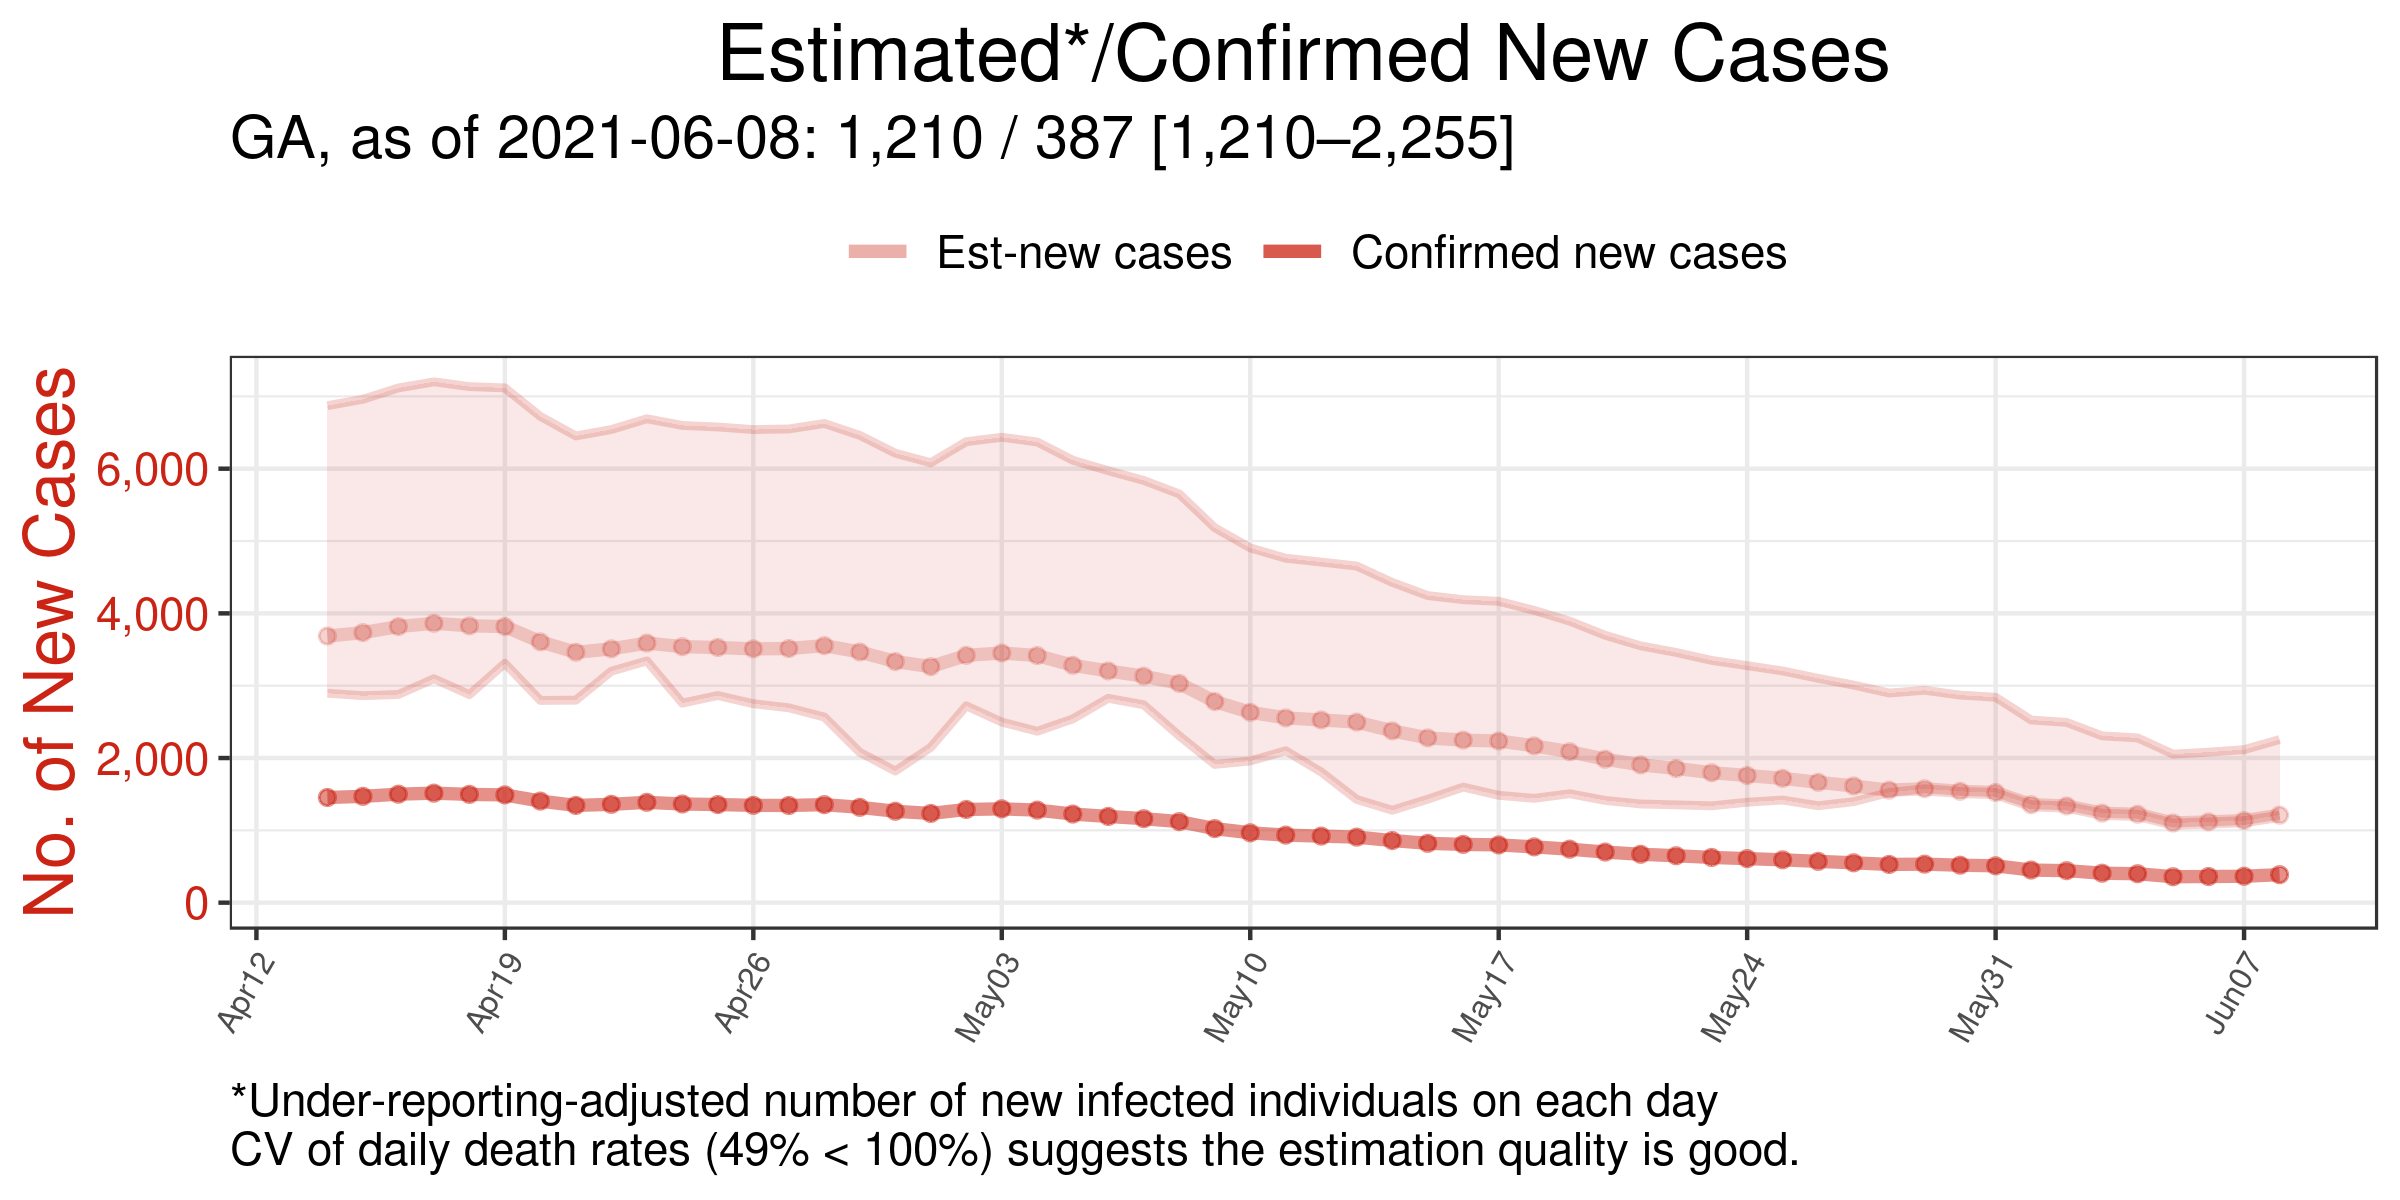 Estimated*/Confirmed New Cases
GA, as of 2021-06-08: 1,210 / 387 [1,210–2,255]
Est-new cases Confirmed new cases
No. of New Cases
6,000
4,000
2,000
0
Apr12 Apr19 Apr26 May03 May10 May17 May24 May31 Jun07
*Under-reporting-adjusted number of new infected individuals on each day
CV of daily death rates (49% < 100%) suggests the estimation quality is good.